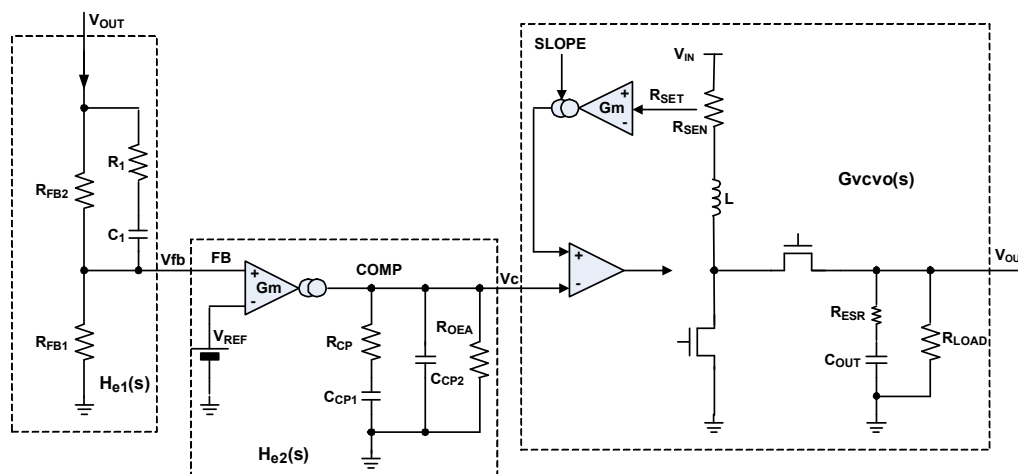 VOUT
SLOPE
VIN
RSET
Gm
RSEN
R1
RFB2
Gvcvo(s)
L
C1
Vfb
FB
COMP
Vc
Gm
VOU
RFB1
VREF
RCP
ROEA
CCP2
CCP1
RESR
RLOAD
COUT
He1(s)
He2(s)